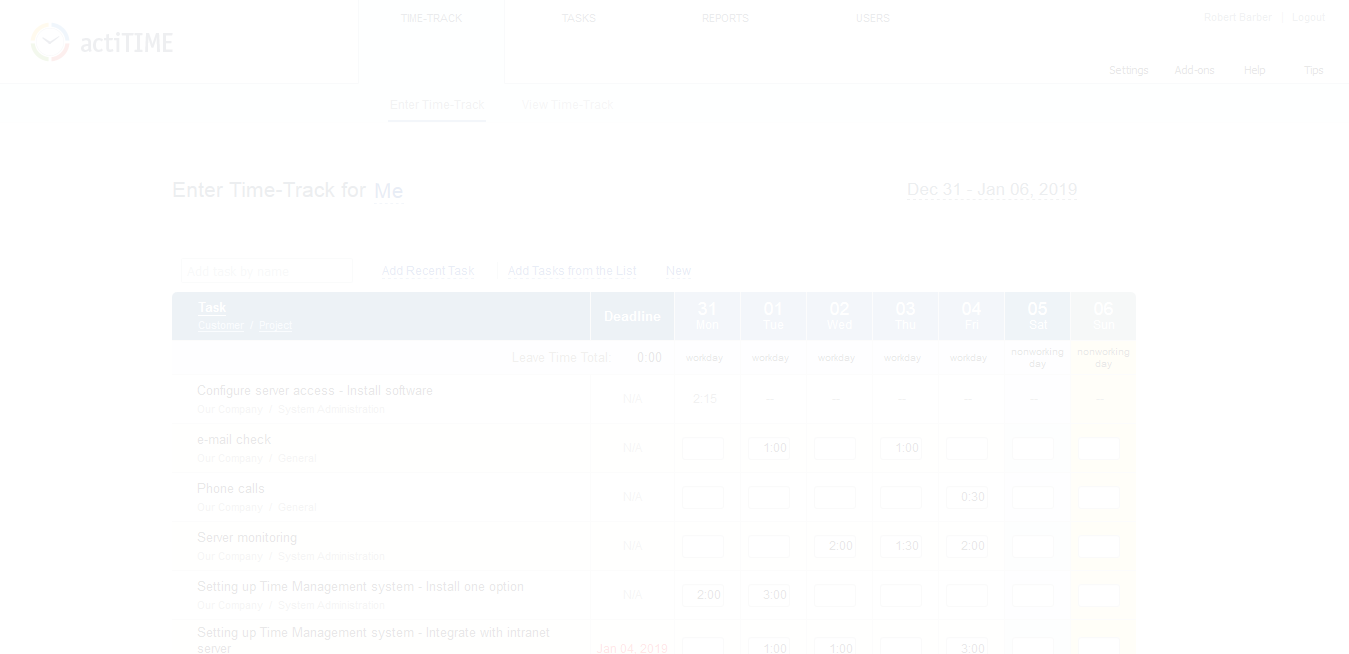 TIME-TRACK TASKS REPORTS USERS Robert Barber | Logout
actiTIME
Settings Add-ons Help Tips
Enter Time-Track View Time-Track
Enter Time-Track for Me Dec 31 - Jan 06, 2019
Add task by name Add Recent Task Add Tasks from the List New
Task Deadline 31 01 02 03 04 05 06
Customer / Project Mon Tue Wed Thu Fri Sat Sun
Leave Time Total 0:00 workday workday workday workday workday nonworking day nonworking day
Configure server access - Install software N/A 2:15 – – – – – –
Our Company / System Administration
e-mail check N/A 1:00 1:00
Our Company / General
Phone calls N/A 0:30
Our Company / General
Server monitoring N/A 2:00 1:30 2:00
Our Company / System Administration
Setting up Time Management system - Install one option N/A 2:00 3:00
Our Company / System Administration
Setting up Time Management system - Integrate with intranet
server Jan 04, 2019 1:00 1:00 3:00